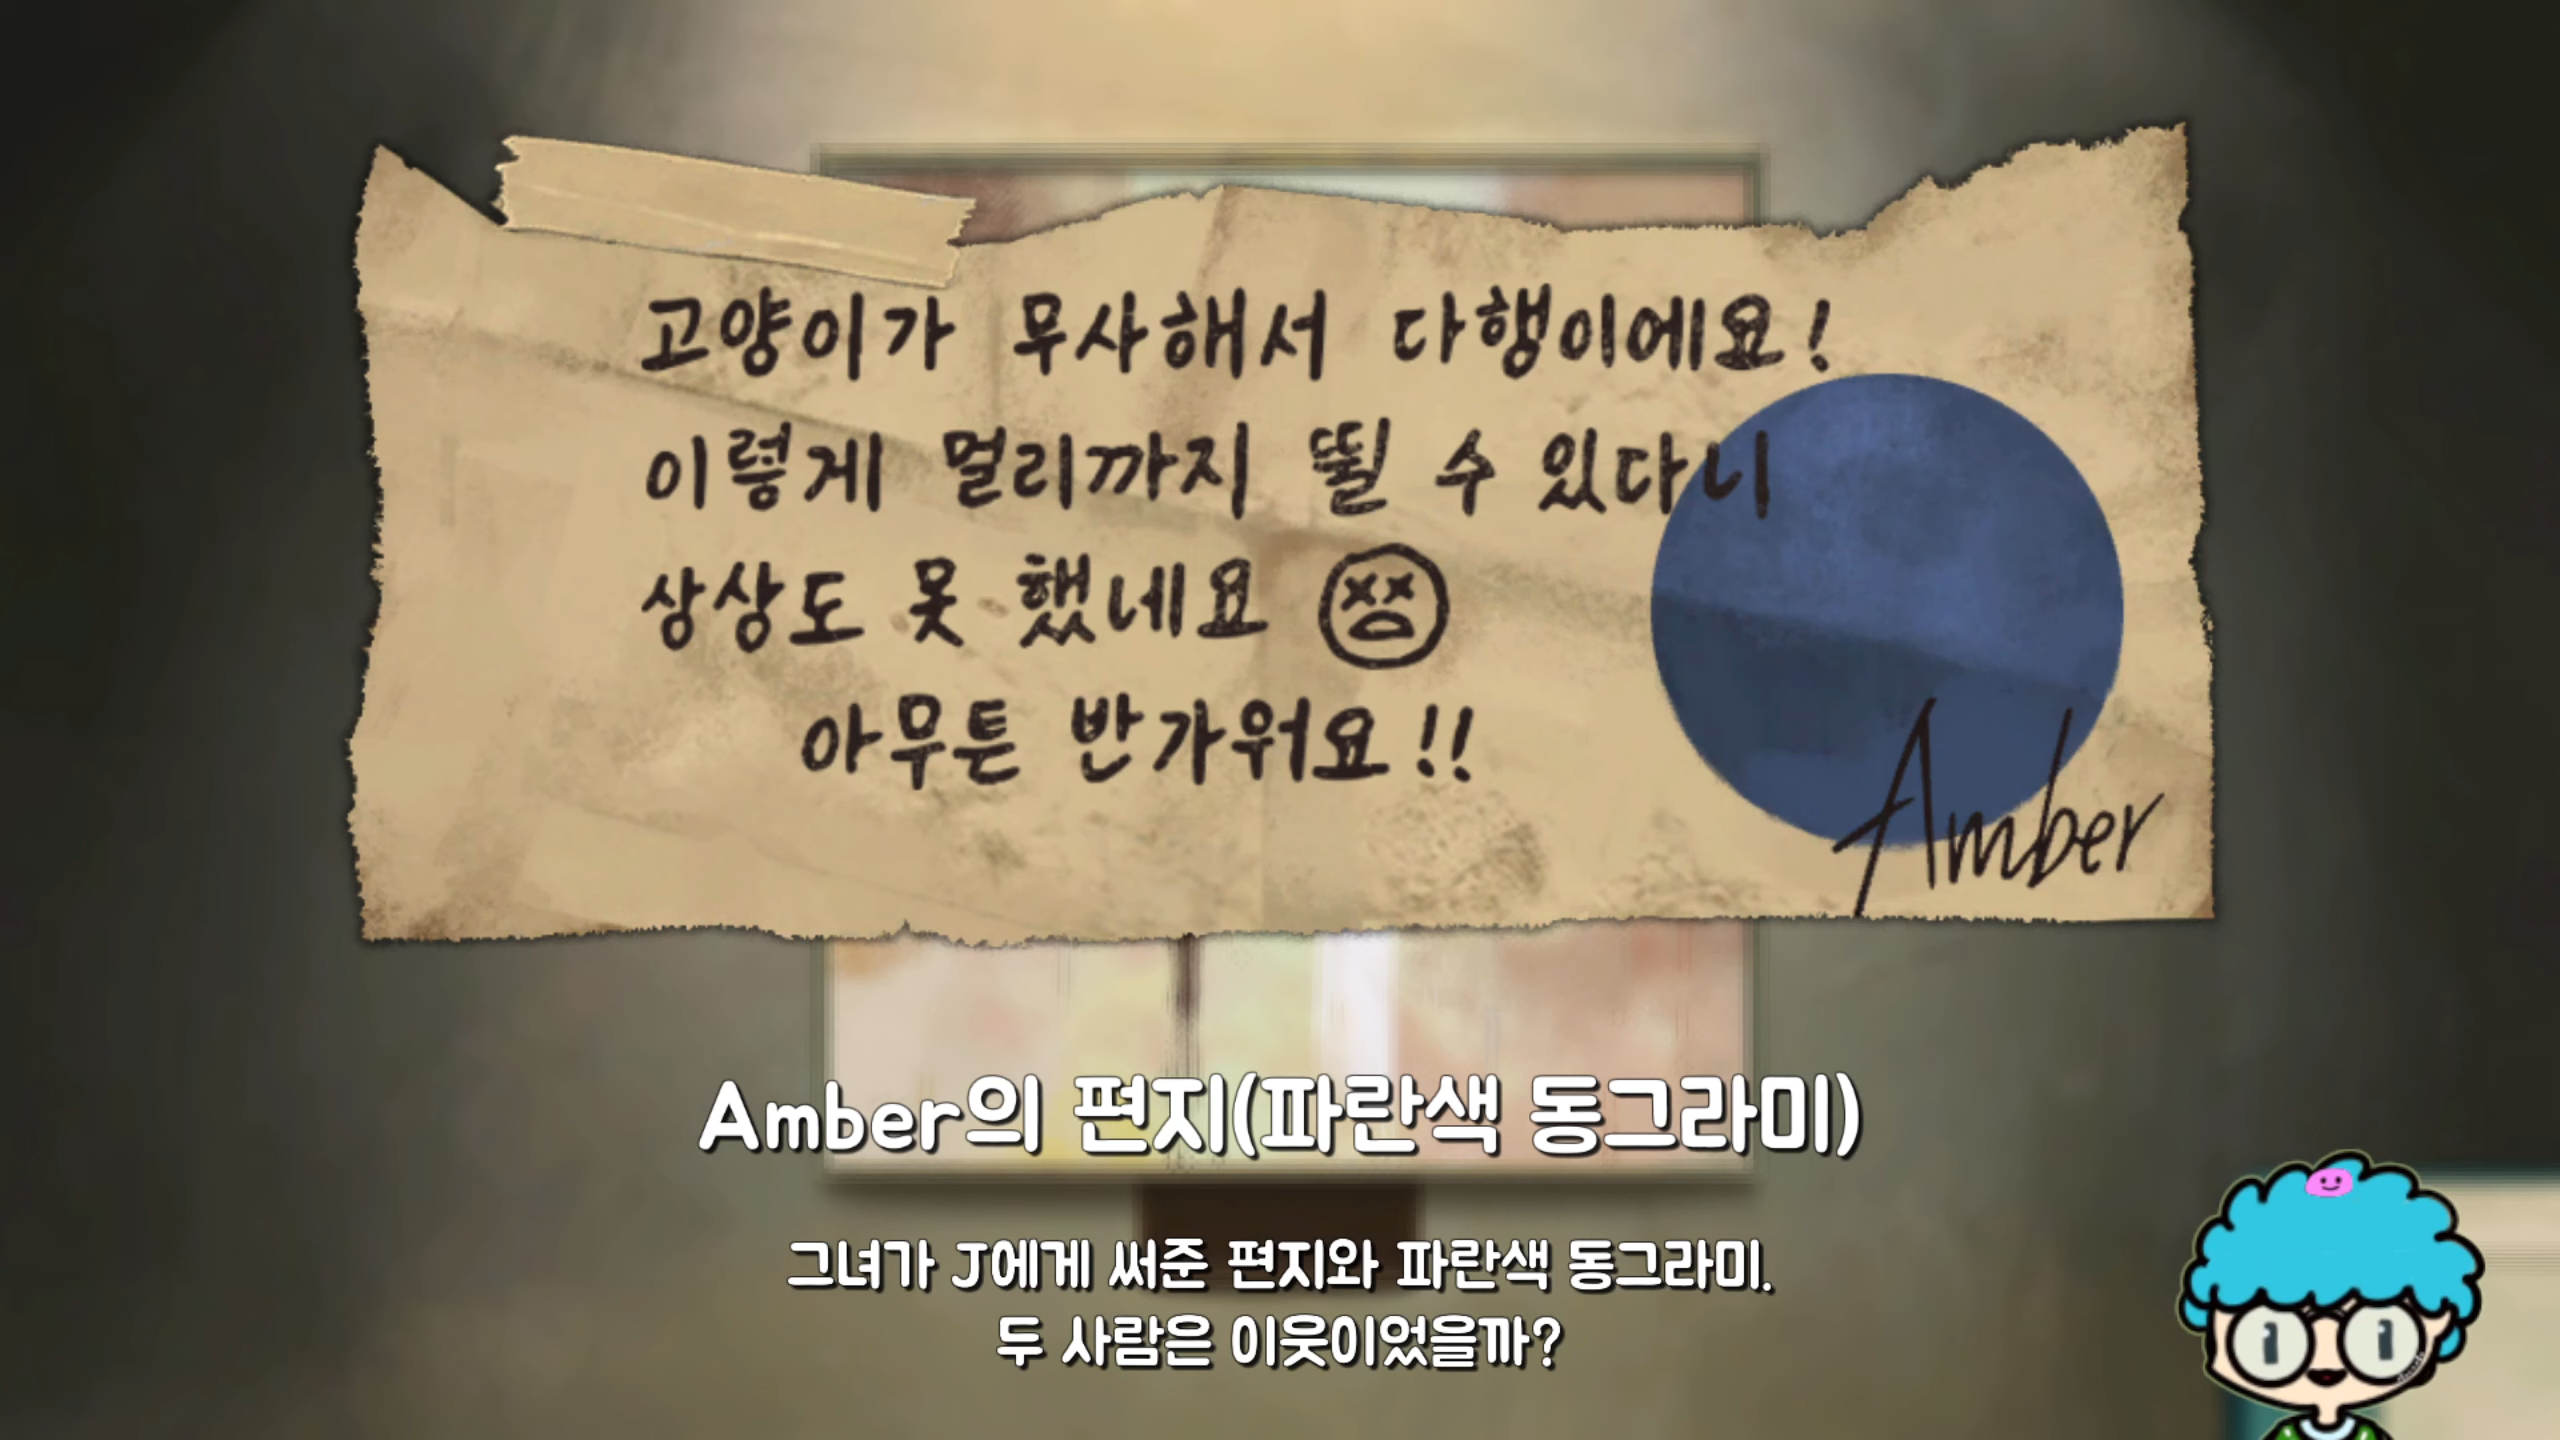 고양이가 무사해서 다행이에요!
이렇게 멀리까지 뛸 수 있다니
상상도 못 했네요
아무튼 반가워요!!
Amber
Amber의 편지(파란색 동그라미)
그녀가 J에게 써준 편지와 파란색 동그라미.
두 사람은 이웃이었을까?